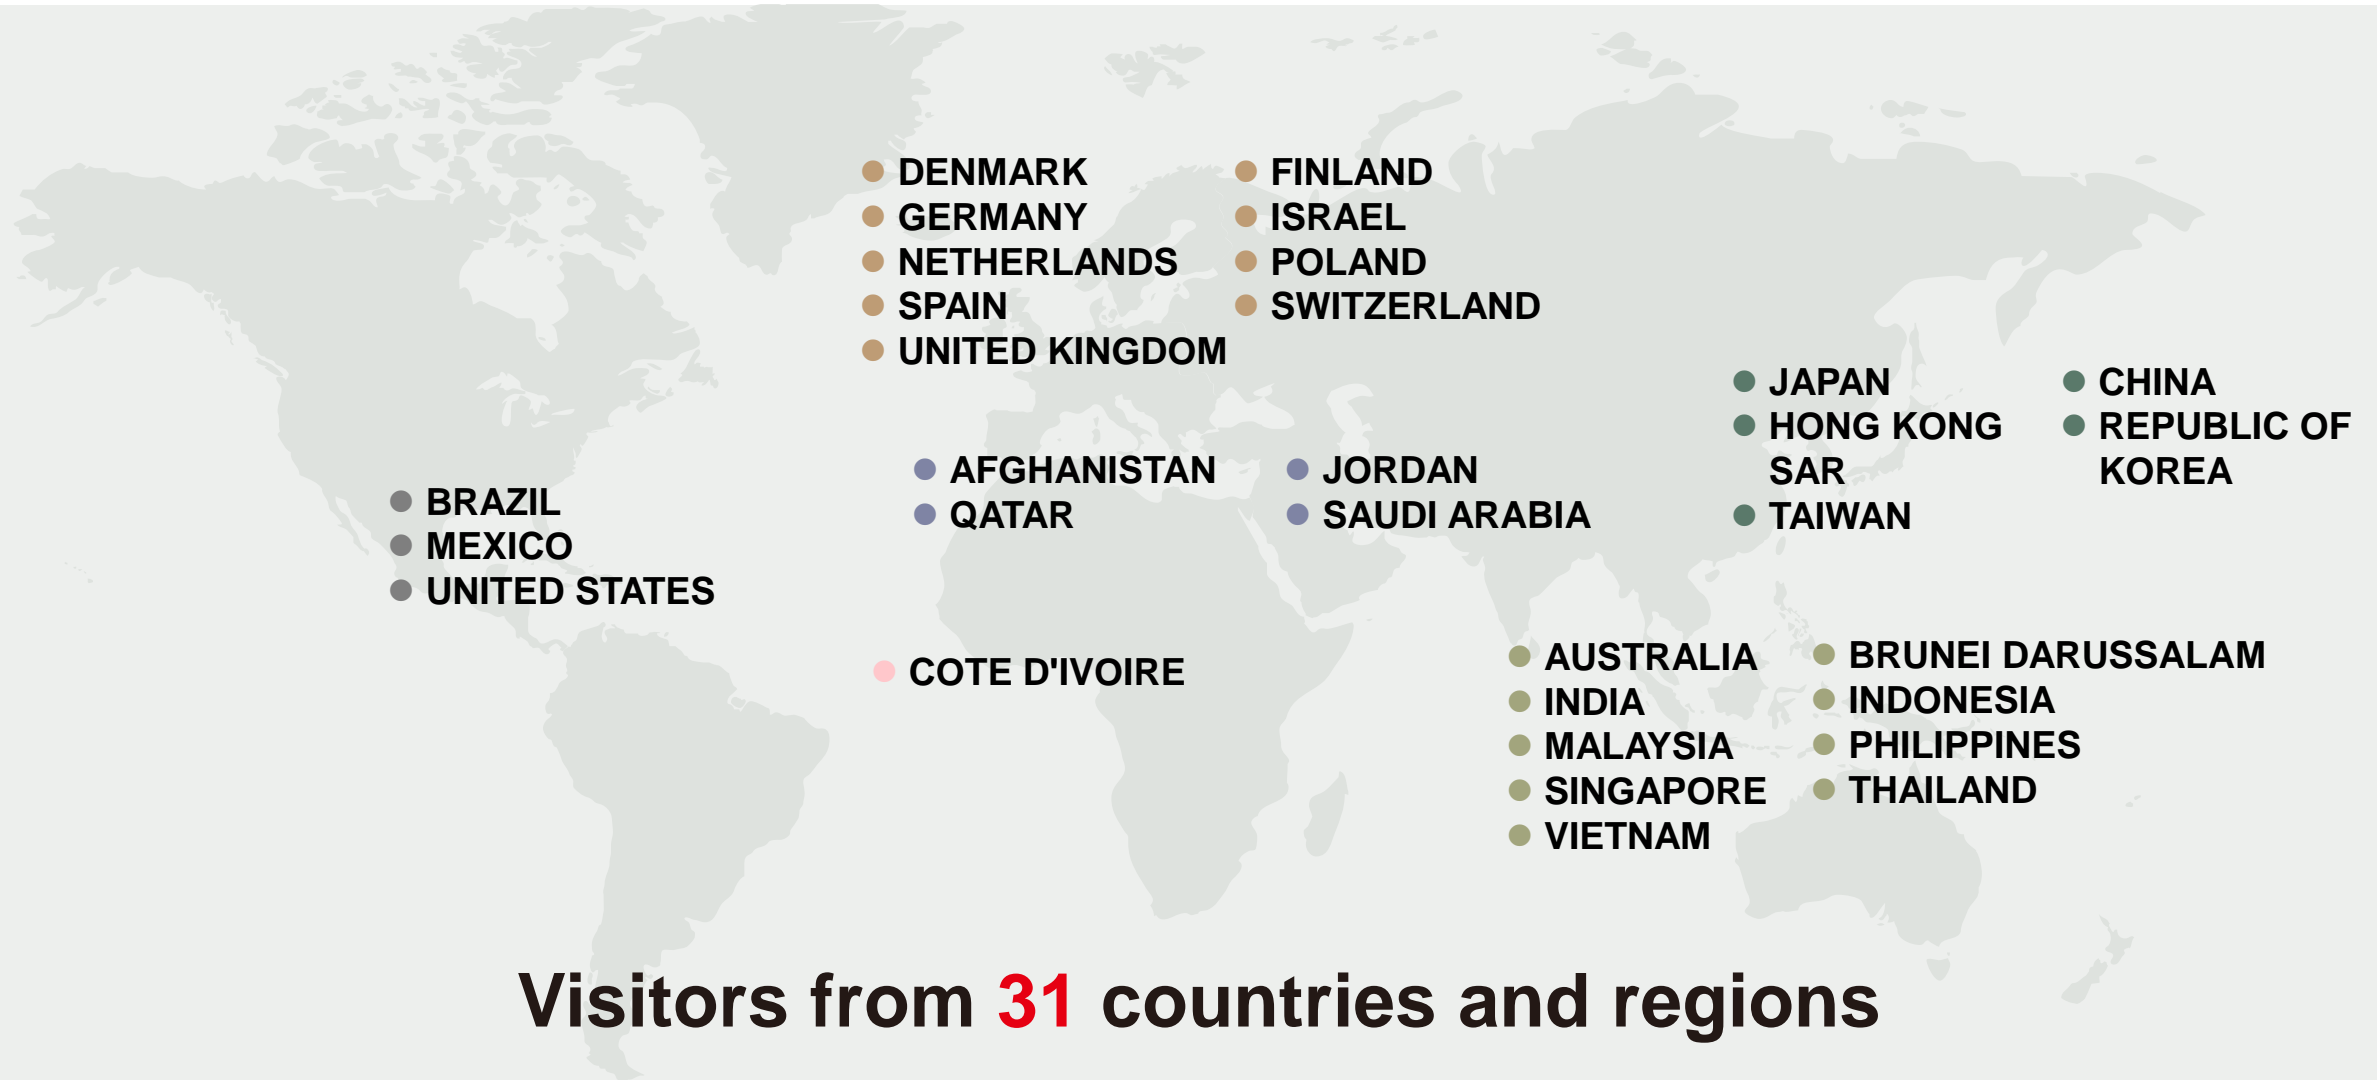 DENMARK
GERMANY
NETHERLANDS
SPAIN
UNITED KINGDOM
FINLAND
ISRAEL
POLAND
SWITZERLAND
JAPAN
HONG KONG
SAR
TAIWAN
CHINA
REPUBLIC OF
KOREA
AFGHANISTAN
QATAR
JORDAN
SAUDI ARABIA
BRAZIL
MEXICO
UNITED STATES
COTE D'IVOIRE
AUSTRALIA
INDIA
MALAYSIA
SINGAPORE
VIETNAM
BRUNEI DARUSSALAM
INDONESIA
PHILIPPINES
THAILAND
Visitors from 31 countries and regions